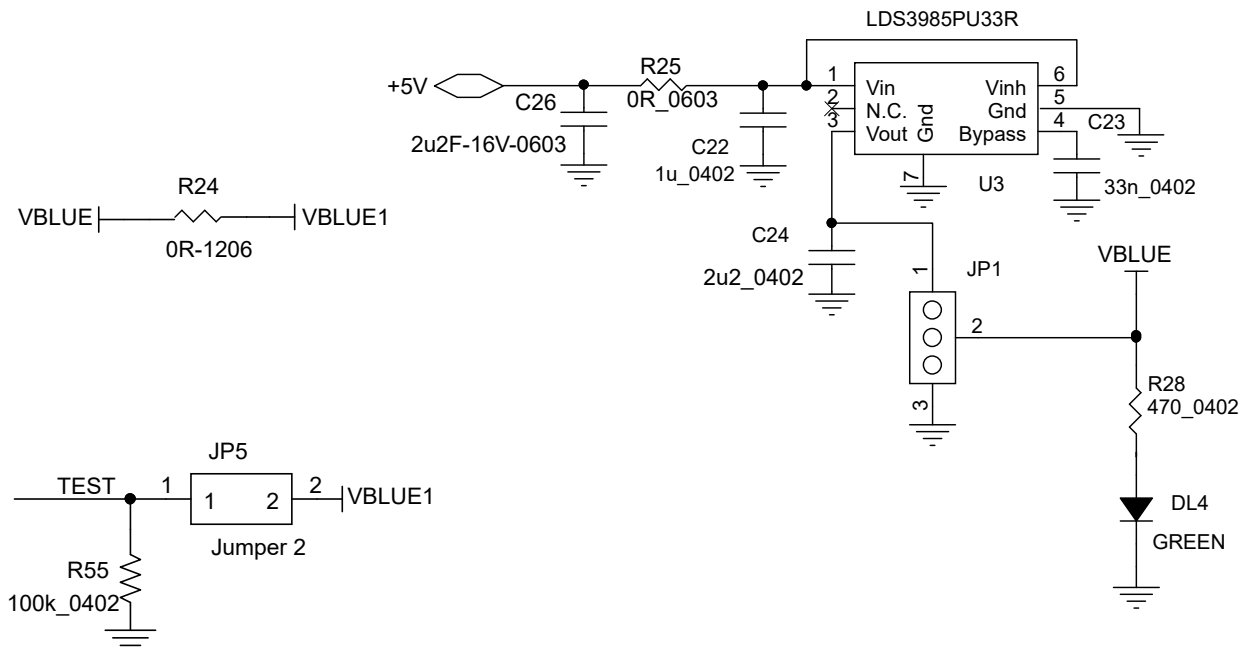 LDS3985PU33R
+5V
R25
0R_0603
C26
2u2F-16V-0603
C22
1u_0402
1
2
3
Vin
N.C.
Vout
Gnd
Vinh
Gnd
Bypass
6
5
4
7
U3
C23
33n_0402
R24
VBLUE
VBLUE1
0R-1206
C24
2u2_0402
1
JP1
2
3
VBLUE
R28
470_0402
DL4
GREEN
JP5
TEST
1
1
2
2
VBLUE1
Jumper 2
R55
100k_0402